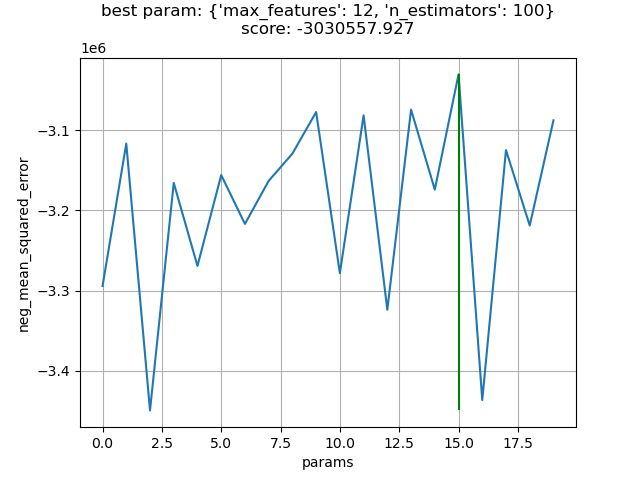 best param: {'max_features': 12, 'n_estimators': 100}
score: -3030557.927
1e6
−3.1
−3.2
−3.3
−3.4
neg_mean_squared_error
0.0 2.5 5.0 7.5 10.0 12.5 15.0 17.5
params